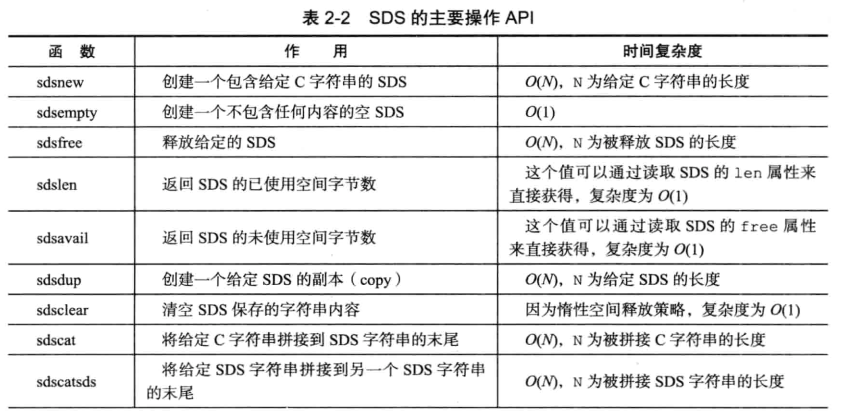 表 2-2 SDS 的主要操作 API
函 数 作 用 时间复杂度
sdsnew 创建一个包含给定 C 字符串的 SDS O(N)，N 为给定 C 字符串的长度
sdsempty 创建一个不包含任何内容的空 SDS O(1)
sdsfree 释放给定的 SDS O(N)，N 为被释放 SDS 的长度
sdslen 返回 SDS 的已使用空间字节数 这个值可以通过读取 SDS 的 len 属性来
直接获得，复杂度为 O(1)
sdsavail 返回 SDS 的未使用空间字节数 这个值可以通过读取 SDS 的 free 属性
来直接获得，复杂度为 O(1)
sdsdup 创建一个给定 SDS 的副本（copy） O(N)，N 为给定 SDS 的长度
sdsclear 清空 SDS 保存的字符串内容 因为惰性空间释放策略，复杂度为 O(1)
sdscat 将给定 C 字符串拼接到 SDS 字符串的末尾 O(N)，N 为被拼接 C 字符串的长度
sdscatsds 将给定 SDS 字符串拼接到另一个 SDS 字符串
的末尾 O(N)，N 为被拼接 SDS 字符串的长度